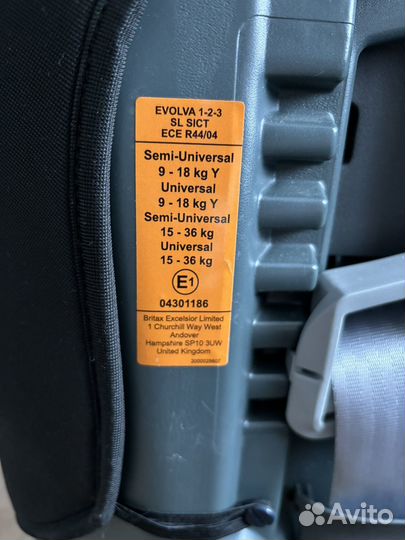 EVOLVA 1-2-3
SL SICT
ECE R44/04
Semi-Universal
9 - 18 kg Y
Universal
9 - 18 kg Y
Semi-Universal
15 - 36 kg
Universal
15 - 36 kg
E1
04301186
Britax Excelsior Limited
1 Churchill Way West
Andover
Hampshire SP10 3UW
United Kingdom
Avito